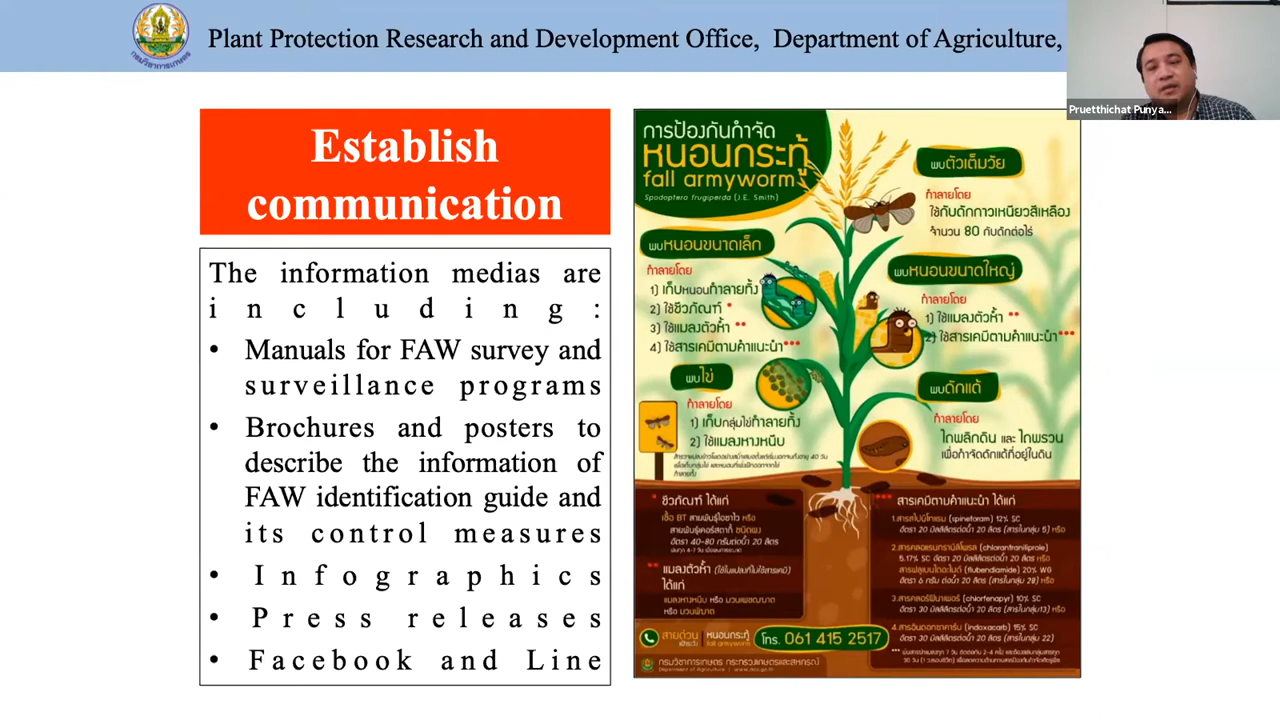 Plant Protection Research and Development Office, Department of Agriculture,
Pruetthichat Punya...
Establish
communication
The information medias are
including:
• Manuals for FAW survey and
surveillance programs
• Brochures and posters to
describe the information of
FAW identification guide and
its control measures
• Infographics
• Press releases
• Facebook and Line
การป้องกันกำจัด
หนอนกระทู้
fall armyworm
Spodoptera frugiperda (J.E. Smith)
พบตัวเต็มวัย
ทำลายโดย
ใช้กับดักกาวเหนียวสีเหลือง
จำนวน 80 กับดักต่อไร่
พบหนอนขนาดเล็ก
ทำลายโดย
1) เก็บหนอนทำลายทิ้ง
2) ใช้ชีวภัณฑ์ *
3) ใช้แมลงตัวห้ำ **
4) ใช้สารเคมีตามคำแนะนำ***
พบหนอนขนาดใหญ่
ทำลายโดย
1) ใช้แมลงตัวห้ำ **
2) ใช้สารเคมีตามคำแนะนำ***
พบไข่
ทำลายโดย
1) เก็บกลุ่มไข่ทำลายทิ้ง
2) ใช้แมลงหางหนีบ
พบดักแด้
ทำลายโดย
ไถพลิกดิน และ ไถพรวน
เพื่อกำจัดดักแด้ที่อยู่ในดิน
* ชีวภัณฑ์ ได้แก่
เชื้อ BT สายพันธุ์ไอซาไว หรือ
สายพันธุ์เคอร์สตากี้ ชนิดผง
อัตรา 40-80 กรัมต่อน้ำ 20 ลิตร
** แมลงตัวห้ำ (ใช้ในแปลงที่ไม่ใช้สารเคมี)
ได้แก่
แมลงหางหนีบ หรือ มวนเพชฌฆาต
หรือ มวนพิฆาต
*** สารเคมีตามคำแนะนำ ได้แก่
1.สารสไปนีโทแรม (spinetoram) 12% SC
อัตรา 20 มิลลิลิตรต่อน้ำ 20 ลิตร (สารในกลุ่ม 5) หรือ
2.สารคลอแรนทรานิลิโพรล (chlorantraniliprole)
5.17% SC อัตรา 20 มิลลิลิตรต่อน้ำ 20 ลิตร หรือ
สารฟลูเบนไดอะไมด์ (flubendiamide) 20% WG
อัตรา 6 กรัม ต่อน้ำ 20 ลิตร (สารในกลุ่ม 28) หรือ
3.สารคลอร์ฟีนาเพอร์ (chlorfenapyr) 10% SC
อัตรา 30 มิลลิลิตรต่อน้ำ 20 ลิตร (สารในกลุ่ม13) หรือ
4.สารอินดอกซาคาร์บ (indoxacarb) 15% SC
อัตรา 30 มิลลิลิตรต่อน้ำ 20 ลิตร (สารในกลุ่ม 22)
สายด่วน
หนอนกระทู้
fall armyworm
โทร. 061 415 2517
กรมวิชาการเกษตร กระทรวงเกษตรและสหกรณ์